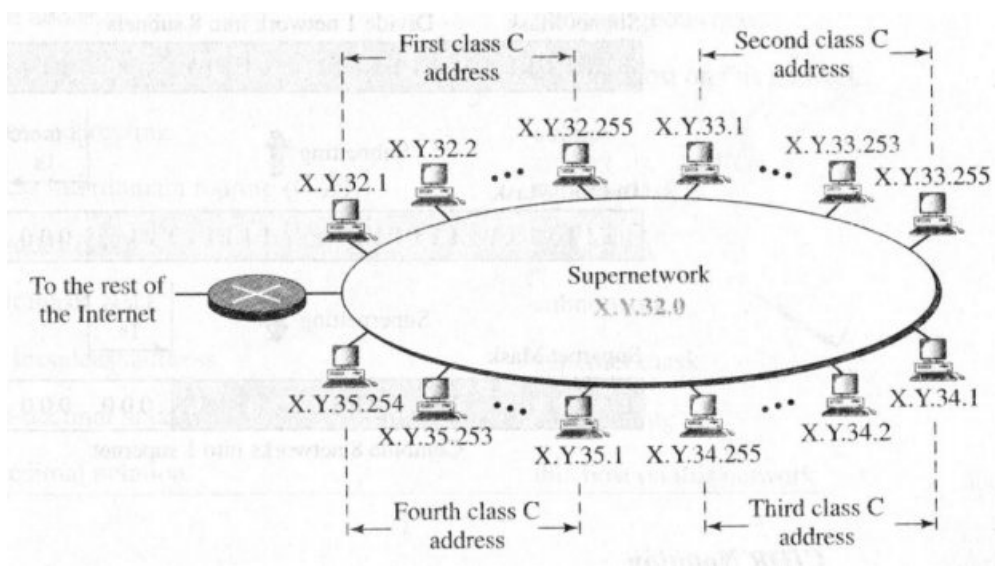 First class C
address
Second class C
address
X.Y.32.255
X.Y.33.1
X.Y.32.2
X.Y.33.253
X.Y.32.1
X.Y.33.255
To the rest of
the Internet
Supernetwork
X.Y.32.0
X.Y.35.254
X.Y.34.1
X.Y.35.253
X.Y.34.2
X.Y.35.1
X.Y.34.255
Fourth class C
address
Third class C
address